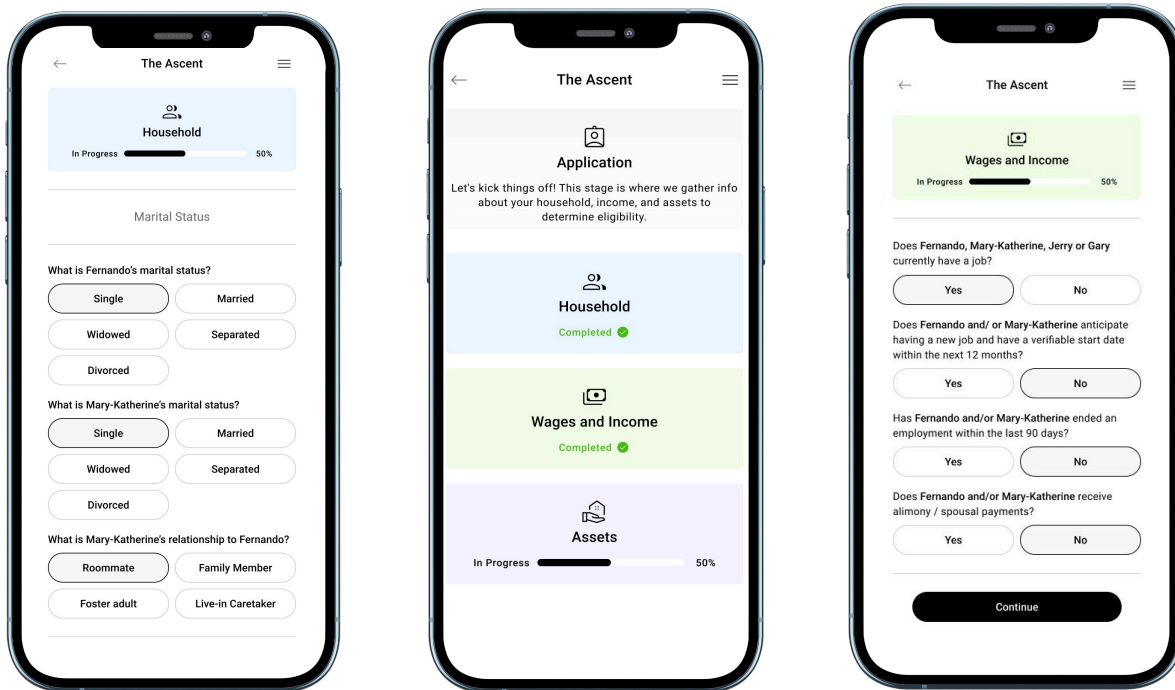 The Ascent
Household
In Progress 50%
Marital Status
What is Fernando's marital status?
Single Married
Widowed Separated
Divorced
What is Mary-Katherine's marital status?
Single Married
Widowed Separated
Divorced
What is Mary-Katherine's relationship to Fernando?
Roommate Family Member
Foster adult Live-in Caretaker
The Ascent
Application
Let's kick things off! This stage is where we gather info
about your household, income, and assets to
determine eligibility.
Household
Completed
Wages and Income
Completed
Assets
In Progress 50%
The Ascent
Wages and Income
In Progress 50%
Does Fernando, Mary-Katherine, Jerry or Gary
currently have a job?
Yes No
Does Fernando and/ or Mary-Katherine anticipate
having a new job and have a verifiable start date
within the next 12 months?
Yes No
Has Fernando and/or Mary-Katherine ended an
employment within the last 90 days?
Yes No
Does Fernando and/or Mary-Katherine receive
alimony / spousal payments?
Yes No
Continue